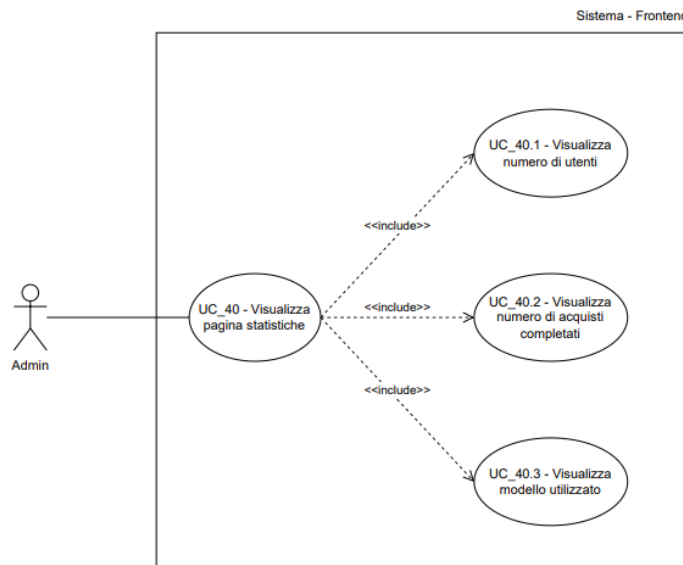 Sistema - Frontend
UC_40.1 - Visualizza
numero di utenti
<<include>>
UC_40 - Visualizza
pagina statistiche
<<include>>
UC_40.2 - Visualizza
numero di acquisti
completati
Admin
<<include>>
UC_40.3 - Visualizza
modello utilizzato